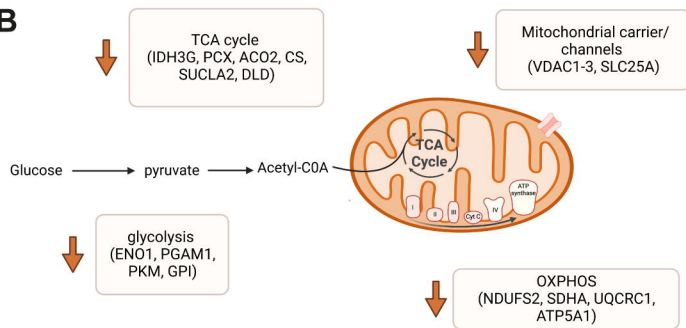 B
TCA cycle
(IDH3G, PCX, ACO2, CS,
SUCLA2, DLD)
Mitochondrial carrier/
channels
(VDAC1-3, SLC25A)
Glucose
pyruvate
Acetyl-C0A
TCA
Cycle
I
II
III
Cyt C
IV
ATP
synthase
glycolysis
(ENO1, PGAM1,
PKM, GPI)
OXPHOS
(NDUFS2, SDHA, UQCRC1,
ATP5A1)